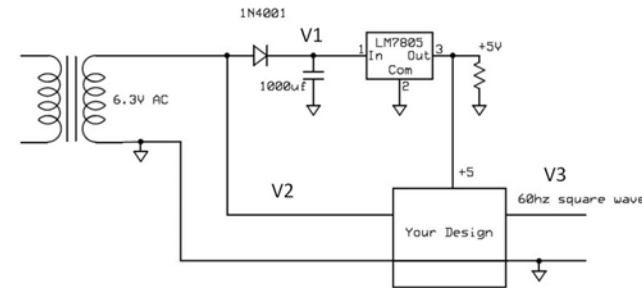 1N4001
V1
LM7805
1 In Out 3
Com
2
+5V
1000uf
6.3V AC
+5
V2
V3
60hz square wave
Your Design